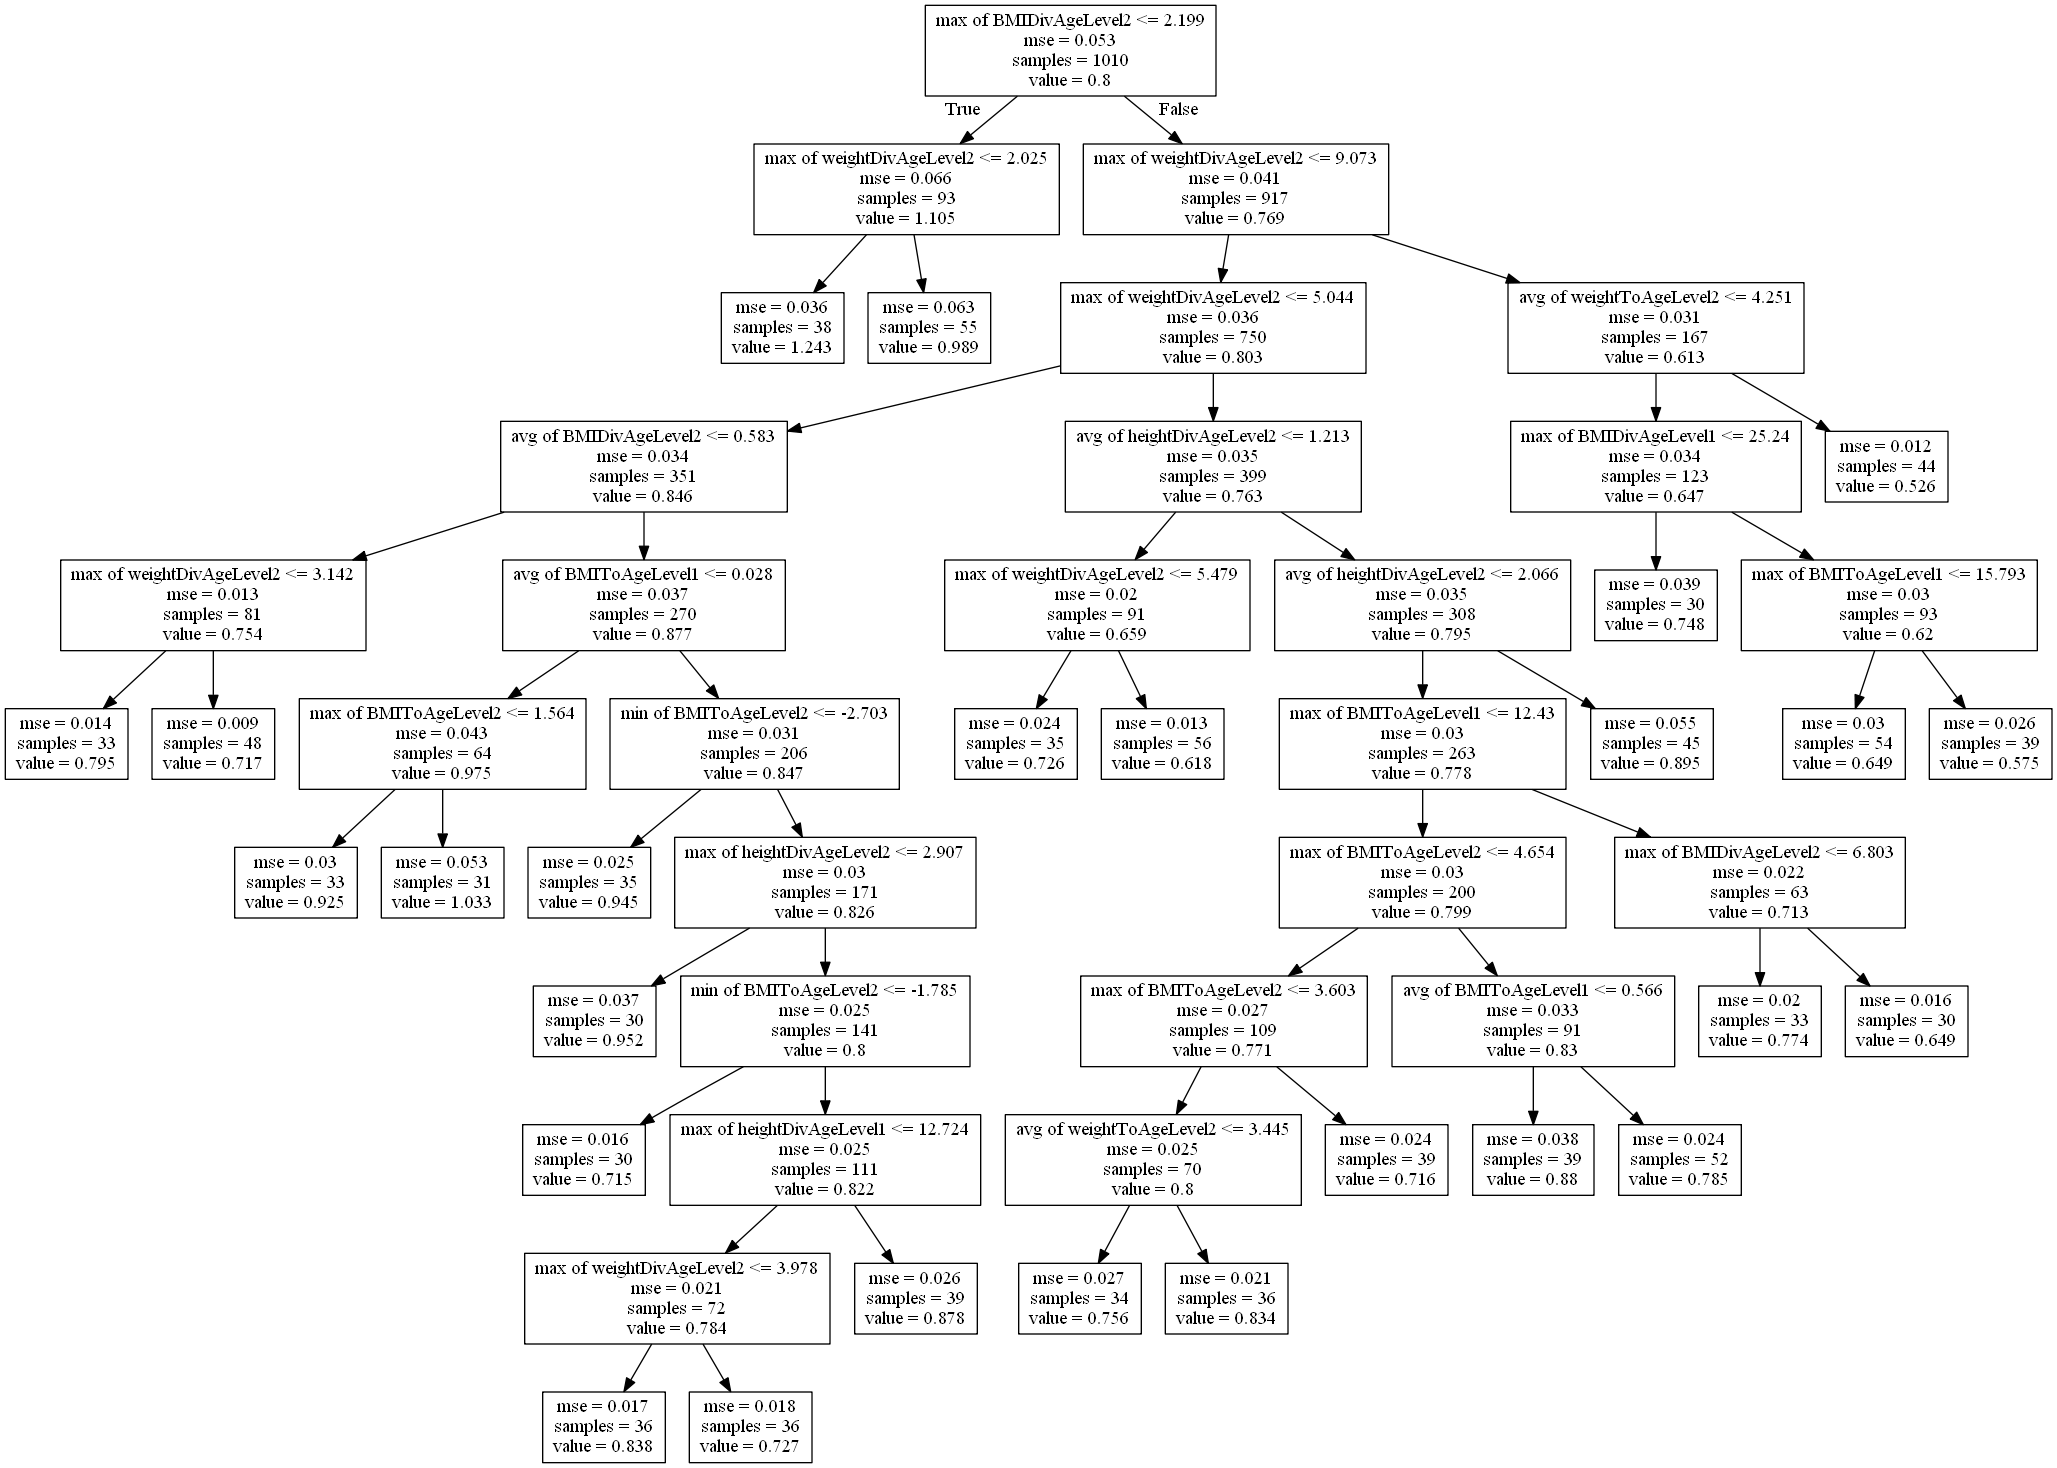 max of BMIDivAgeLevel2 <= 2.199
mse = 0.053
samples = 1010
value = 0.8
True
False
max of weightDivAgeLevel2 <= 2.025
mse = 0.066
samples = 93
value = 1.105
max of weightDivAgeLevel2 <= 9.073
mse = 0.041
samples = 917
value = 0.769
mse = 0.036
samples = 38
value = 1.243
mse = 0.063
samples = 55
value = 0.989
max of weightDivAgeLevel2 <= 5.044
mse = 0.036
samples = 750
value = 0.803
avg of weightToAgeLevel2 <= 4.251
mse = 0.031
samples = 167
value = 0.613
avg of BMIDivAgeLevel2 <= 0.583
mse = 0.034
samples = 351
value = 0.846
avg of heightDivAgeLevel2 <= 1.213
mse = 0.035
samples = 399
value = 0.763
max of BMIDivAgeLevel1 <= 25.24
mse = 0.034
samples = 123
value = 0.647
mse = 0.012
samples = 44
value = 0.526
max of weightDivAgeLevel2 <= 3.142
mse = 0.013
samples = 81
value = 0.754
avg of BMIToAgeLevel1 <= 0.028
mse = 0.037
samples = 270
value = 0.877
max of weightDivAgeLevel2 <= 5.479
mse = 0.02
samples = 91
value = 0.659
avg of heightDivAgeLevel2 <= 2.066
mse = 0.035
samples = 308
value = 0.795
mse = 0.039
samples = 30
value = 0.748
max of BMIToAgeLevel1 <= 15.793
mse = 0.03
samples = 93
value = 0.62
mse = 0.014
samples = 33
value = 0.795
mse = 0.009
samples = 48
value = 0.717
max of BMIToAgeLevel2 <= 1.564
mse = 0.043
samples = 64
value = 0.975
min of BMIToAgeLevel2 <= -2.703
mse = 0.031
samples = 206
value = 0.847
mse = 0.024
samples = 35
value = 0.726
mse = 0.013
samples = 56
value = 0.618
max of BMIToAgeLevel1 <= 12.43
mse = 0.03
samples = 263
value = 0.778
mse = 0.055
samples = 45
value = 0.895
mse = 0.03
samples = 54
value = 0.649
mse = 0.026
samples = 39
value = 0.575
mse = 0.03
samples = 33
value = 0.925
mse = 0.053
samples = 31
value = 1.033
mse = 0.025
samples = 35
value = 0.945
max of heightDivAgeLevel2 <= 2.907
mse = 0.03
samples = 171
value = 0.826
max of BMIToAgeLevel2 <= 4.654
mse = 0.03
samples = 200
value = 0.799
max of BMIDivAgeLevel2 <= 6.803
mse = 0.022
samples = 63
value = 0.713
mse = 0.037
samples = 30
value = 0.952
min of BMIToAgeLevel2 <= -1.785
mse = 0.025
samples = 141
value = 0.8
max of BMIToAgeLevel2 <= 3.603
mse = 0.027
samples = 109
value = 0.771
avg of BMIToAgeLevel1 <= 0.566
mse = 0.033
samples = 91
value = 0.83
mse = 0.02
samples = 33
value = 0.774
mse = 0.016
samples = 30
value = 0.649
mse = 0.016
samples = 30
value = 0.715
max of heightDivAgeLevel1 <= 12.724
mse = 0.025
samples = 111
value = 0.822
avg of weightToAgeLevel2 <= 3.445
mse = 0.025
samples = 70
value = 0.8
mse = 0.024
samples = 39
value = 0.716
mse = 0.038
samples = 39
value = 0.88
mse = 0.024
samples = 52
value = 0.785
max of weightDivAgeLevel2 <= 3.978
mse = 0.021
samples = 72
value = 0.784
mse = 0.026
samples = 39
value = 0.878
mse = 0.027
samples = 34
value = 0.756
mse = 0.021
samples = 36
value = 0.834
mse = 0.017
samples = 36
value = 0.838
mse = 0.018
samples = 36
value = 0.727